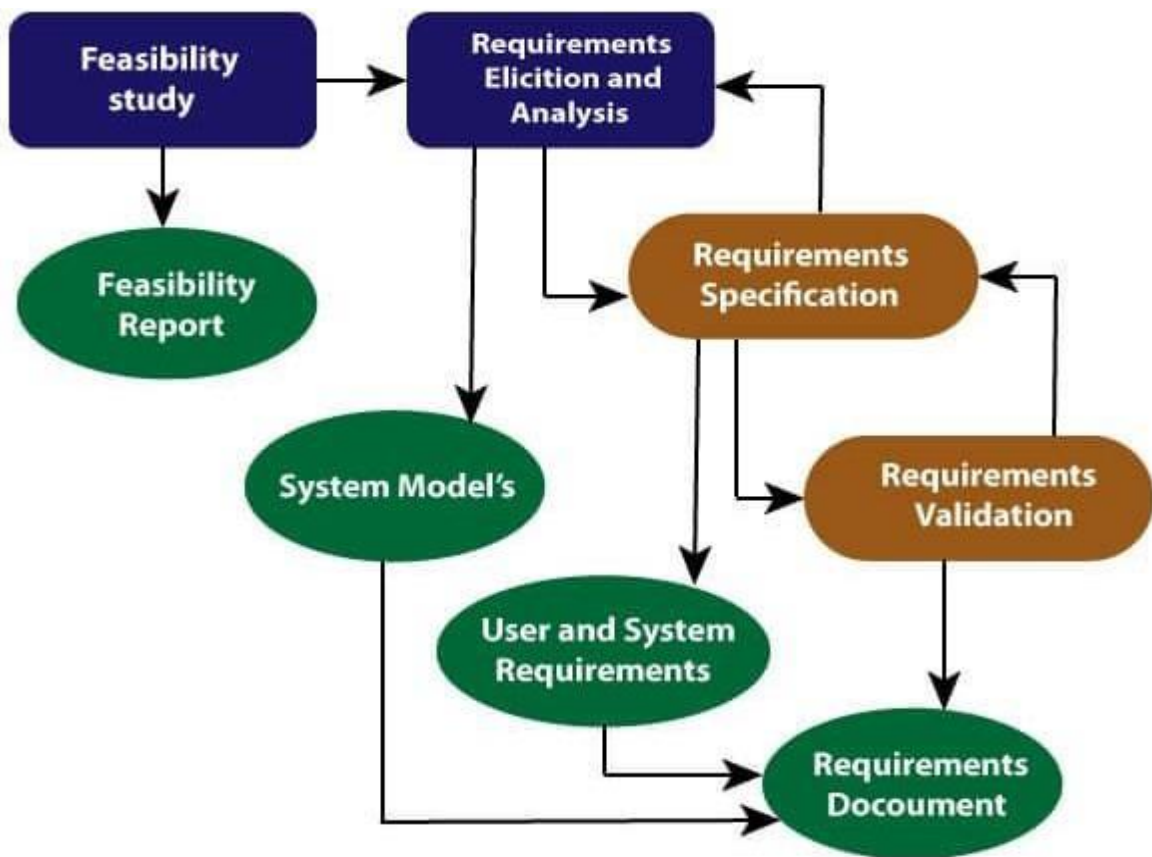 Feasibility
study
Requirements
Elicition and
Analysis
Feasibility
Report
Requirements
Specification
System Model's
Requirements
Validation
User and System
Requirements
Requirements
Docoument